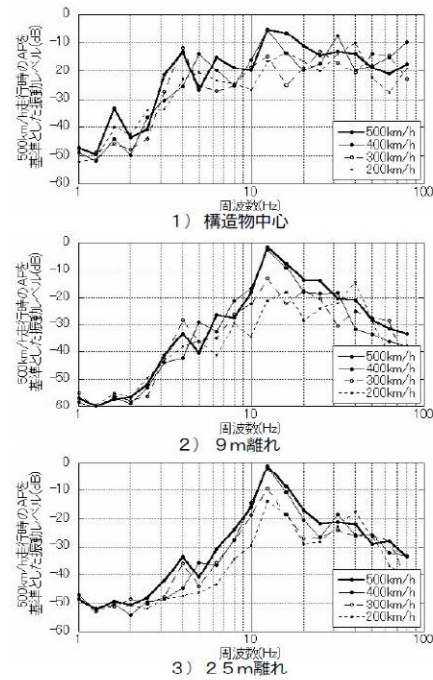 500km/h走行時のAPを
基準とした振動レベル(dB)
0
-10
-20
-30
-40
-50
-60
500km/h
400km/h
300km/h
200km/h
1
10
100
周波数(Hz)
1) 構造物中心
500km/h走行時のAPを
基準とした振動レベル(dB)
0
-10
-20
-30
-40
-50
-60
500km/h
400km/h
300km/h
200km/h
1
10
100
周波数(Hz)
2) 9m離れ
500km/h走行時のAPを
基準とした振動レベル(dB)
0
-10
-20
-30
-40
-50
-60
500km/h
400km/h
300km/h
200km/h
1
10
100
周波数(Hz)
3) 25m離れ